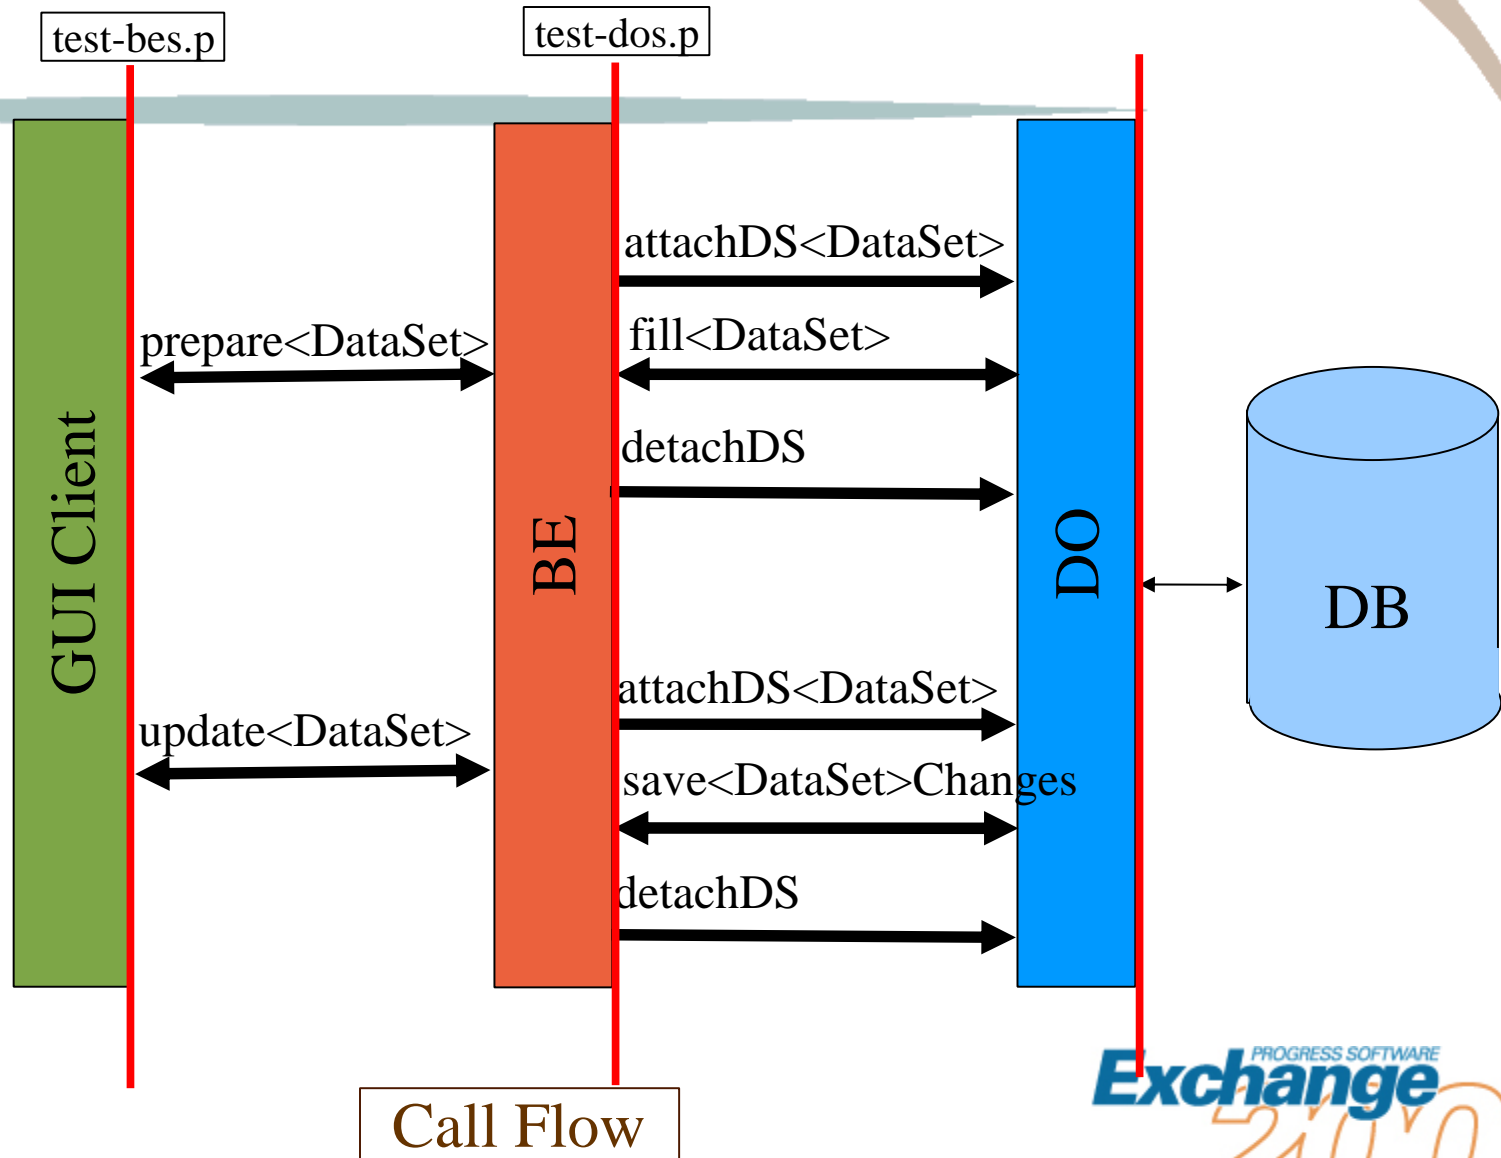 test-bes.p
test-dos.p
attachDS<DataSet>
prepare<DataSet>
fill<DataSet>
detachDS
GUI Client
BE
DO
DB
attachDS<DataSet>
update<DataSet>
save<DataSet>Changes
detachDS
PROGRESS SOFTWARE
Exchange
Call Flow